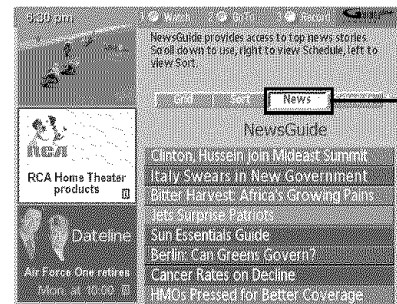 6:30 pm
Watch
GoTo
Record
NewsGuide provides access to top news stories.
Scroll down to use, right to view Schedule, left to
view Sort.
Grid
Sort
News
NewsGuide
RCA
RCA Home Theater
products
Dateline
Air Force One retires
Mon. at 10:00
Clinton, Hussein join Mideast Summit
Italy Swears in New Government
Bitter Harvest: Africa's Growing Pains
Jets Surprise Patriots
Sun Essentials Guide
Berlin: Can Greens Govern?
Cancer Rates on Decline
HMOs Pressed for Better Coverage